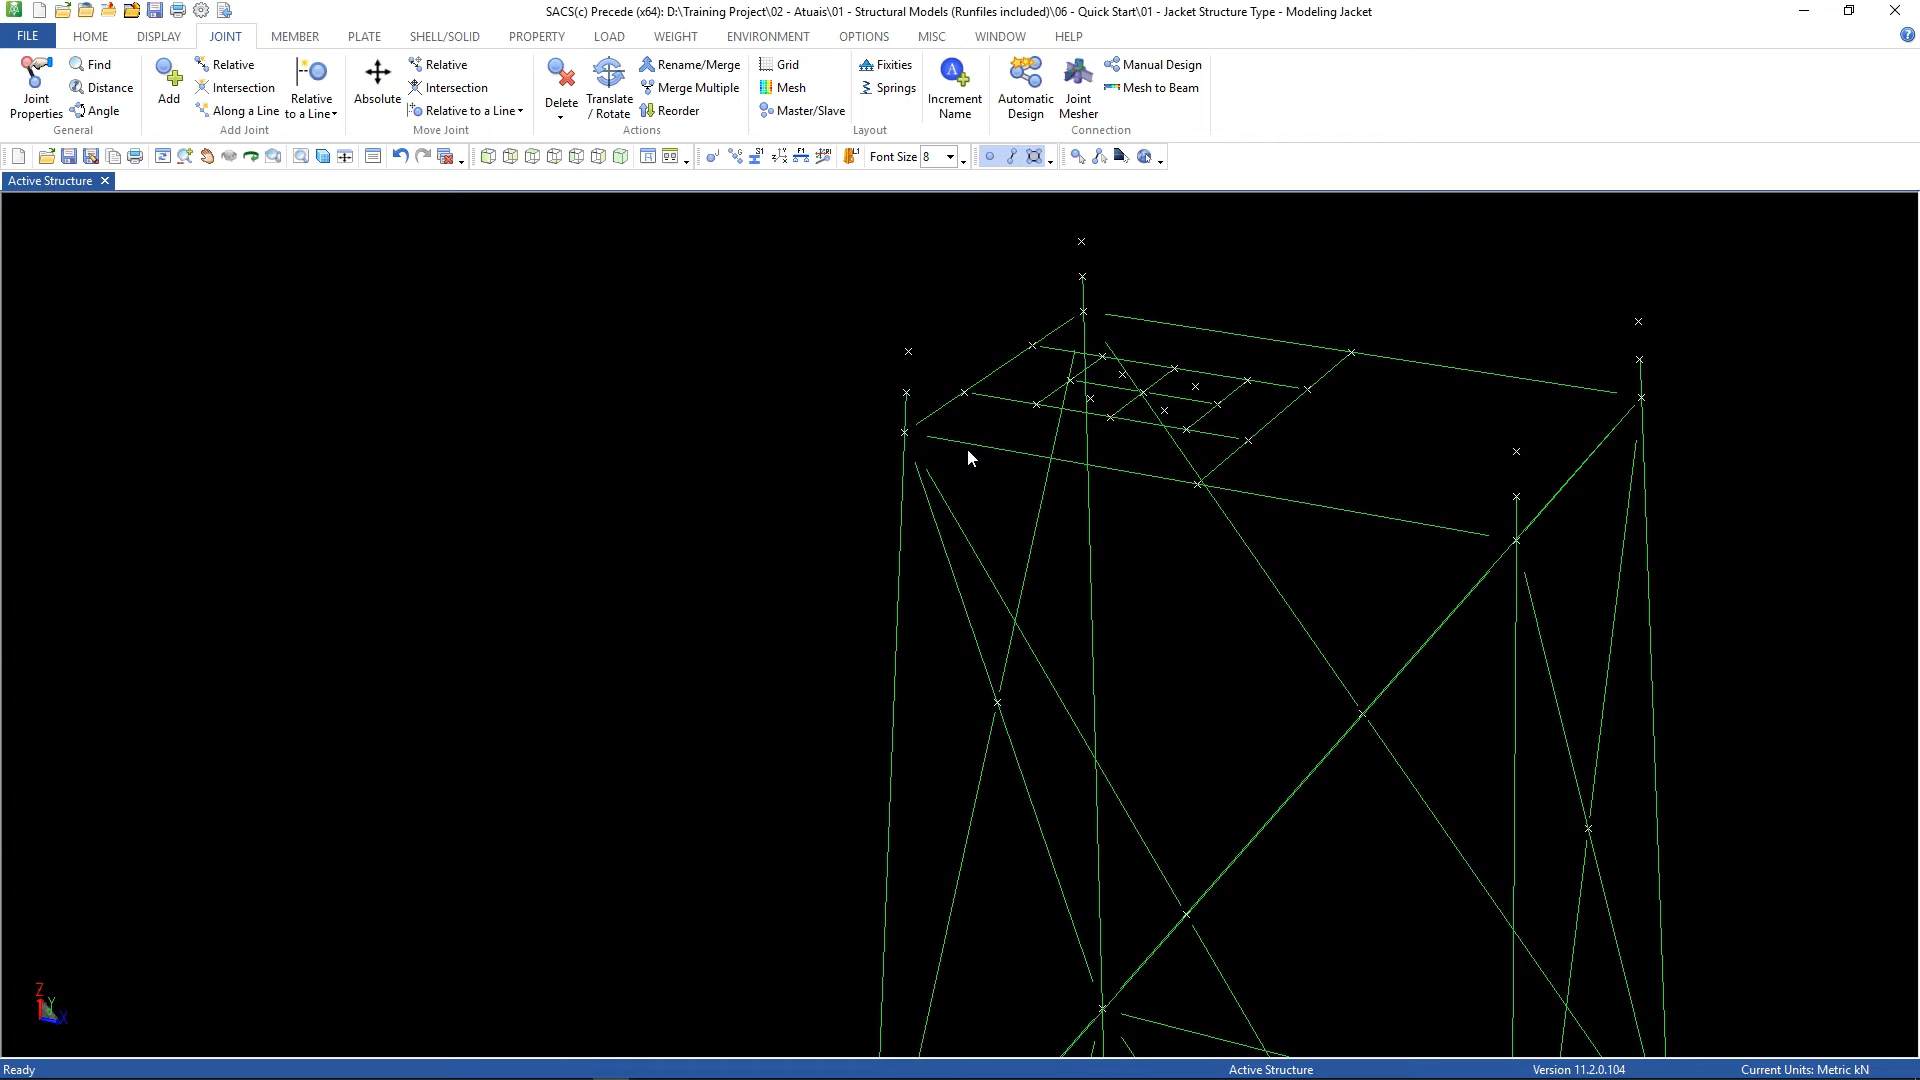 SACS(c) Precede (x64): D:\Training Project\02 - Atuais\01 - Structural Models (Runfiles included)\06 - Quick Start\01 - Jacket Structure Type - Modeling Jacket
FILE HOME DISPLAY JOINT MEMBER PLATE SHELL/SOLID PROPERTY LOAD WEIGHT ENVIRONMENT OPTIONS MISC WINDOW HELP
Joint Properties
Find
Distance
Angle
General
Add
Relative
Intersection
Along a Line
Relative to a Line
Add Joint
Absolute
Relative
Intersection
Relative to a Line
Move Joint
Delete
Translate / Rotate
Rename/Merge
Merge Multiple
Reorder
Actions
Grid
Mesh
Master/Slave
Fixities
Springs
Layout
Increment Name
Automatic Design
Joint Mesher
Manual Design
Mesh to Beam
Connection
Font Size 8
Active Structure
Z
Y
X
Ready
Active Structure
Version 11.2.0.104
Current Units: Metric kN